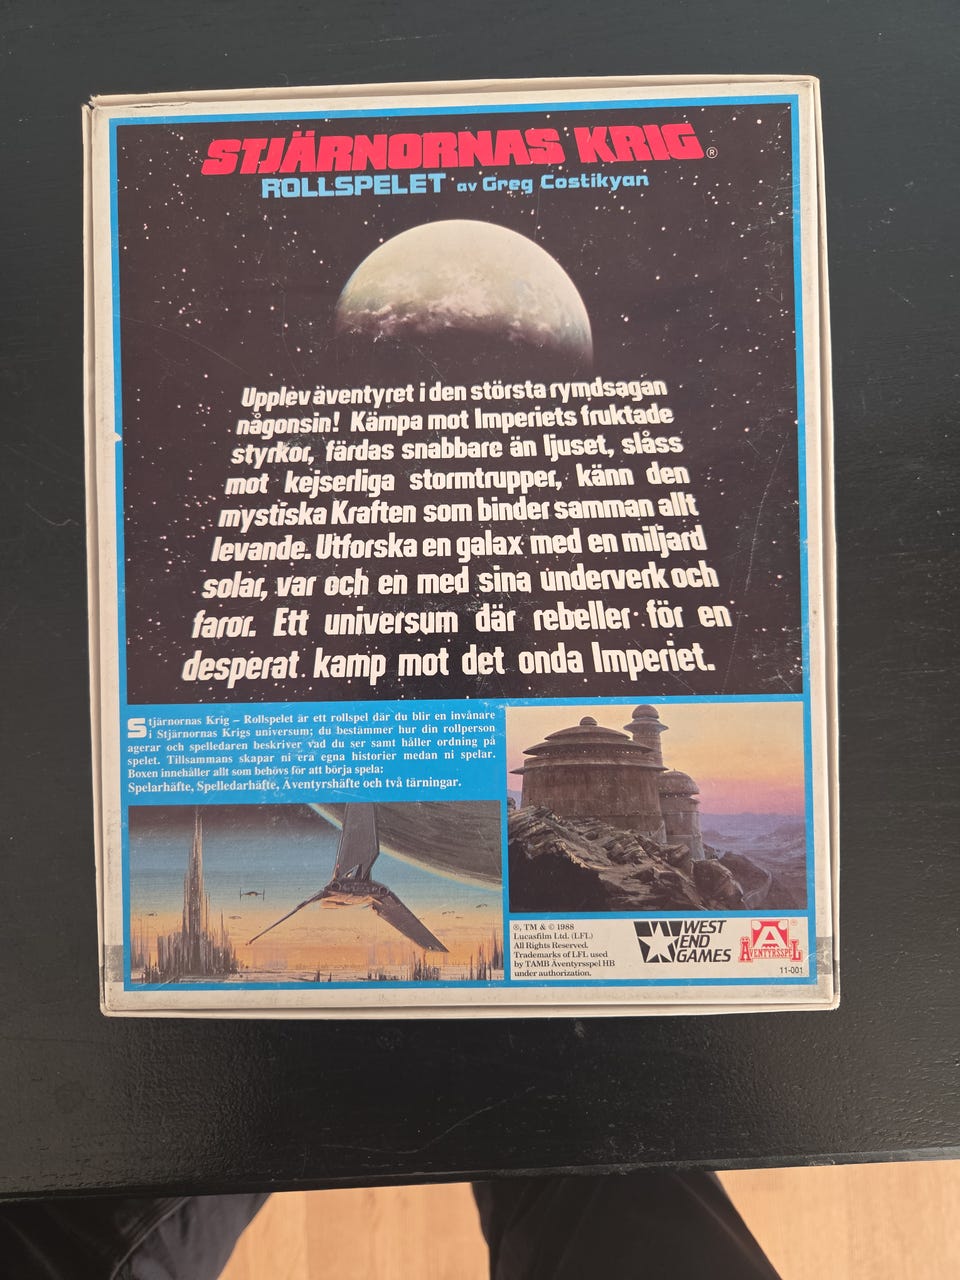 STJÄRNORNAS KRIG®
ROLLSPELET av Greg Costikyan
Upplev äventyret i den största rymdsagan
någonsin! Kämpa mot Imperiets fruktade
styrkor, färdas snabbare än ljuset, slåss
mot kejserliga stormtrupper, känn den
mystiska Kraften som binder samman allt
levande. Utforska en galax med en miljard
solar, var och en med sina underverk och
faror. Ett universum där rebeller för en
desperat kamp mot det onda Imperiet.
Stjärnornas Krig – Rollspelet är ett rollspel där du blir en invånare
i Stjärnornas Krigs universum; du bestämmer hur din rollperson
agerar och spelledaren beskriver vad du ser samt håller ordning på
spelet. Tillsammans skapar ni era egna historier medan ni spelar.
Boxen innehåller allt som behövs för att börja spela:
Spelarhäfte, Spelledarhäfte, Äventyrshäfte och två tärningar.
®, TM & © 1988
Lucasfilm Ltd. (LFL)
All Rights Reserved.
Trademarks of LFL used
by TAMB Äventyrsspel HB
under authorization.
WEST
END
GAMES
A®
ÄVENTYRSSPEL
11-001